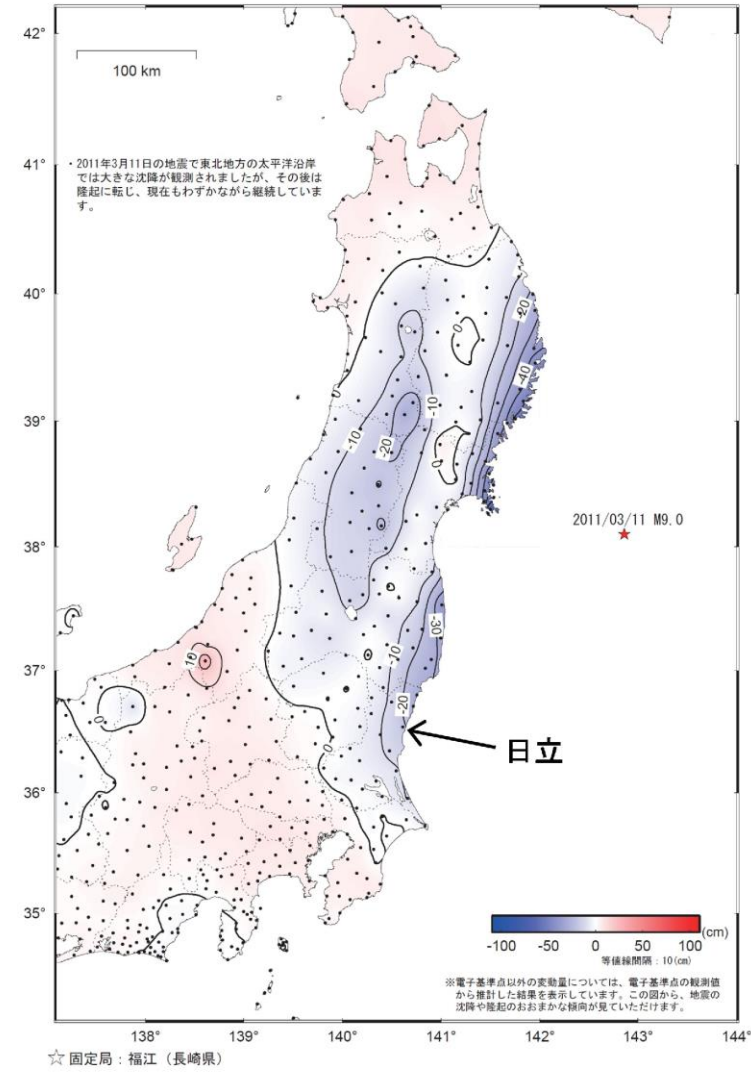 42°
100 km
41°
・2011年3月11日の地震で東北地方の太平洋沿岸
では大きな沈降が観測されましたが、その後は
隆起に転じ、現在もわずかながら継続していま
す。
40°
-20
0
-40
39°
0
-10
-10
-20
0
2011/03/11 M9.0
38°
-30
10
-10
37°
-20
0
日立
0
36°
35°
-100 -50 0 50 100 (cm)
等値線間隔：10(cm)
※電子基準点以外の変動量については、電子基準点の観測値
から推計した結果を表示しています。この図から、地震の
沈降や隆起のおおまかな傾向が見ていただけます。
138° 139° 140° 141° 142° 143° 144°
☆ 固定局：福江（長崎県）